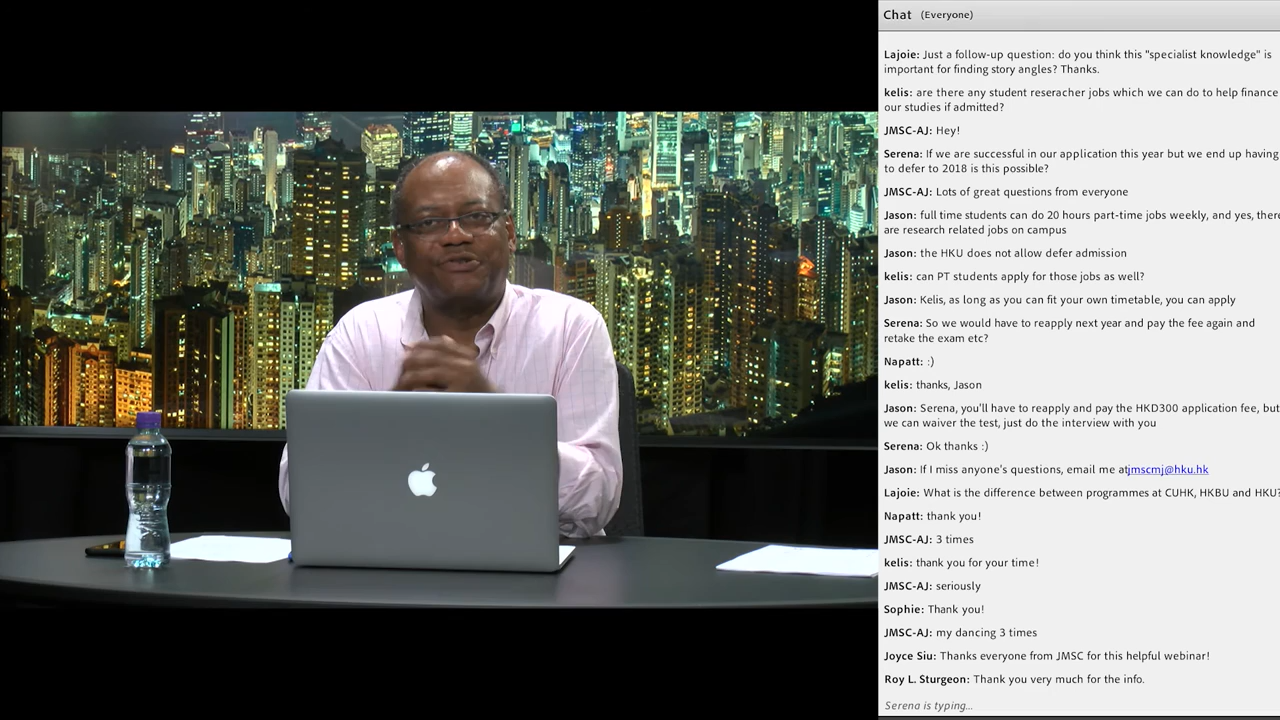 Chat (Everyone)
Lajoie: Just a follow-up question: do you think this "specialist knowledge" is
important for finding story angles? Thanks.
kelis: are there any student reseracher jobs which we can do to help finance
our studies if admitted?
JMSC-AJ: Hey!
Serena: If we are successful in our application this year but we end up having
to defer to 2018 is this possible?
JMSC-AJ: Lots of great questions from everyone
Jason: full time students can do 20 hours part-time jobs weekly, and yes, there
are research related jobs on campus
Jason: the HKU does not allow defer admission
kelis: can PT students apply for those jobs as well?
Jason: Kelis, as long as you can fit your own timetable, you can apply
Serena: So we would have to reapply next year and pay the fee again and
retake the exam etc?
Napatt: :)
kelis: thanks, Jason
Jason: Serena, you'll have to reapply and pay the HKD300 application fee, but
we can waiver the test, just do the interview with you
Serena: Ok thanks :)
Jason: If I miss anyone's questions, email me atjmscmj@hku.hk
Lajoie: What is the difference between programmes at CUHK, HKBU and HKU?
Napatt: thank you!
JMSC-AJ: 3 times
kelis: thank you for your time!
JMSC-AJ: seriously
Sophie: Thank you!
JMSC-AJ: my dancing 3 times
Joyce Siu: Thanks everyone from JMSC for this helpful webinar!
Roy L. Sturgeon: Thank you very much for the info.
Serena is typing...